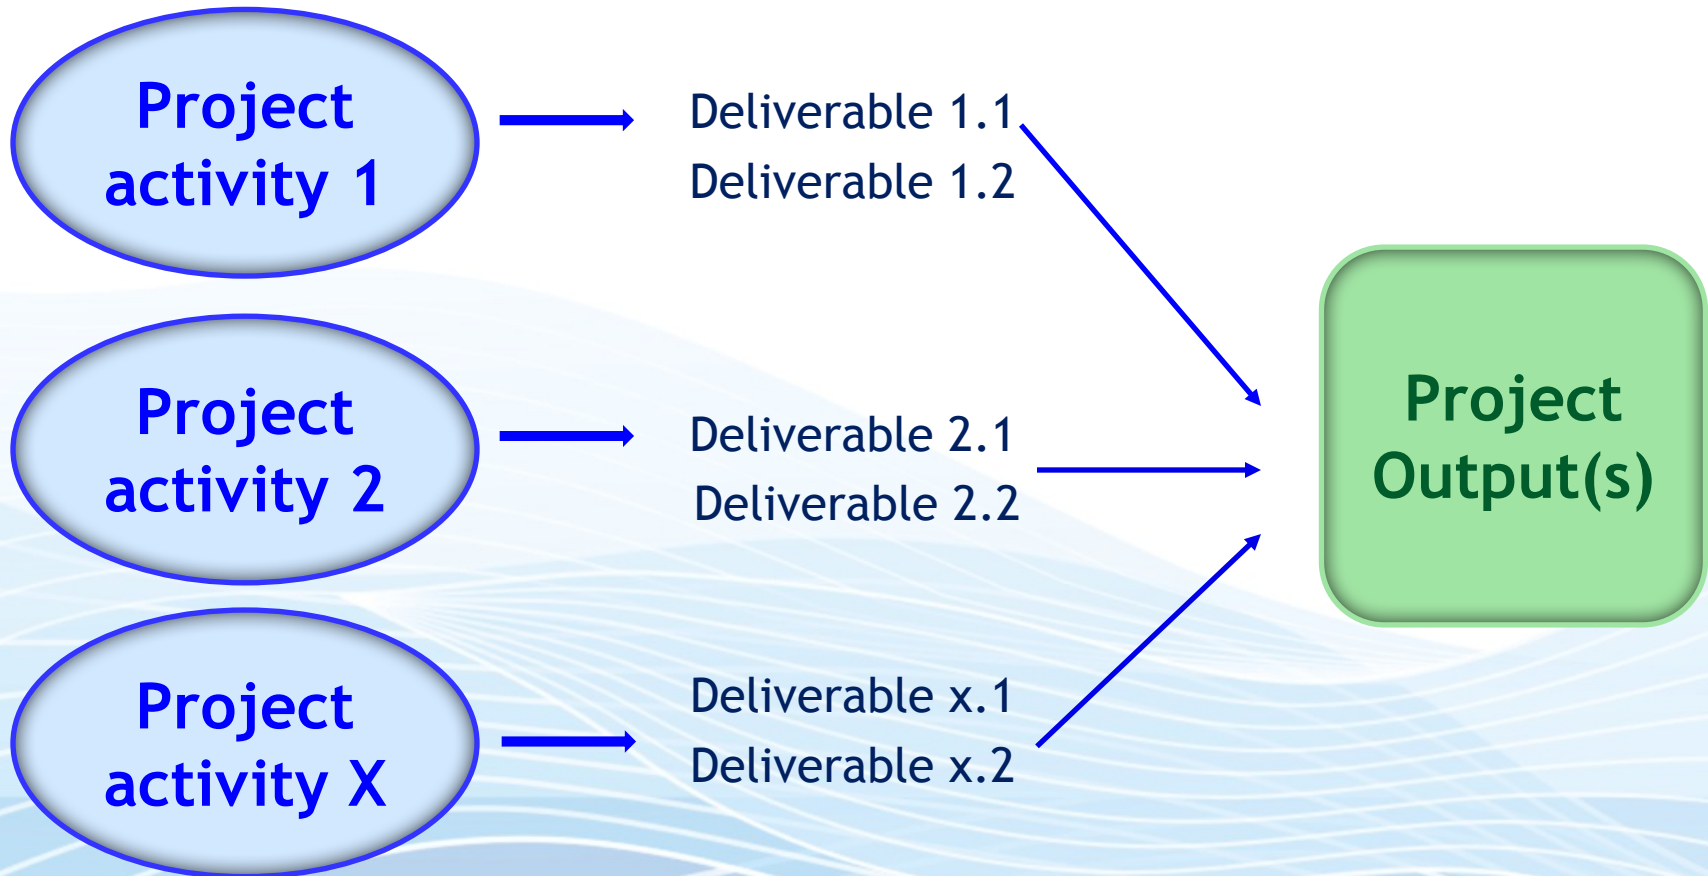 Project
activity 1
Deliverable 1.1
Deliverable 1.2
Project
activity 2
Deliverable 2.1
Deliverable 2.2
Project
activity X
Deliverable x.1
Deliverable x.2
Project
Output(s)